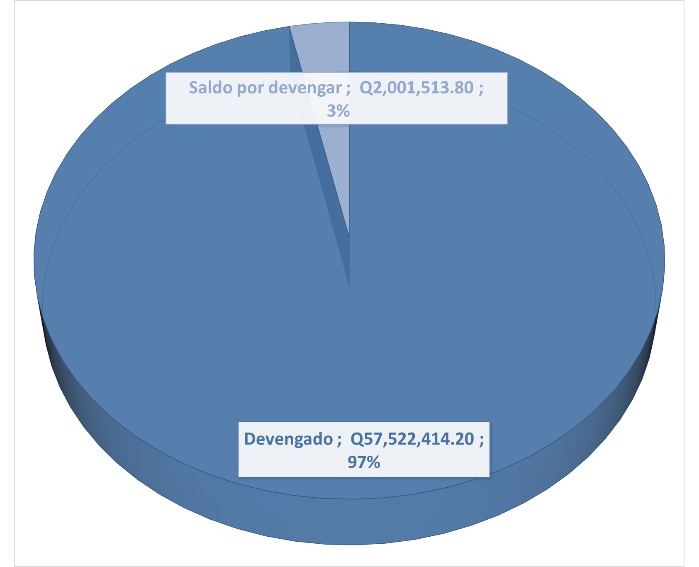 Saldo por devengar ; Q2,001,513.80 ;
3%
Devengado ; Q57,522,414.20 ;
97%